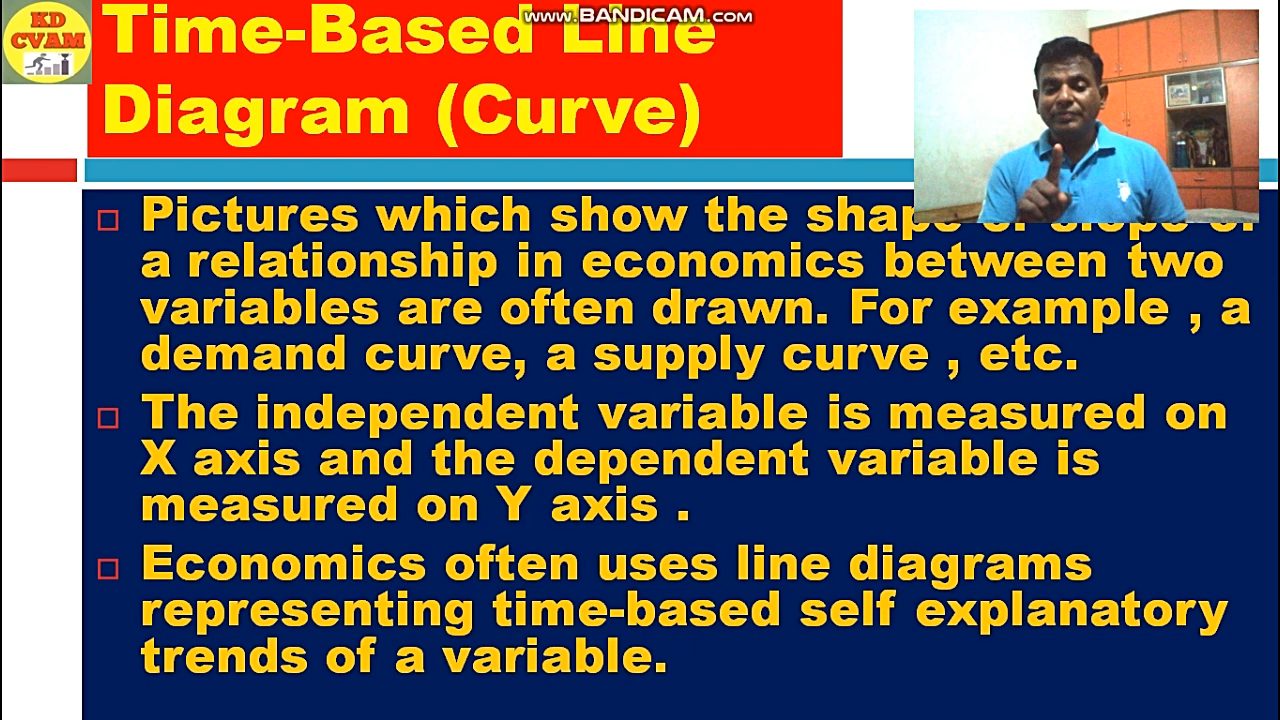 KD
CVAM
www.BANDICAM.com
Time-Based Line
Diagram (Curve)
Pictures which show the shape or slope of
a relationship in economics between two
variables are often drawn. For example , a
demand curve, a supply curve , etc.
The independent variable is measured on
X axis and the dependent variable is
measured on Y axis .
Economics often uses line diagrams
representing time-based self explanatory
trends of a variable.